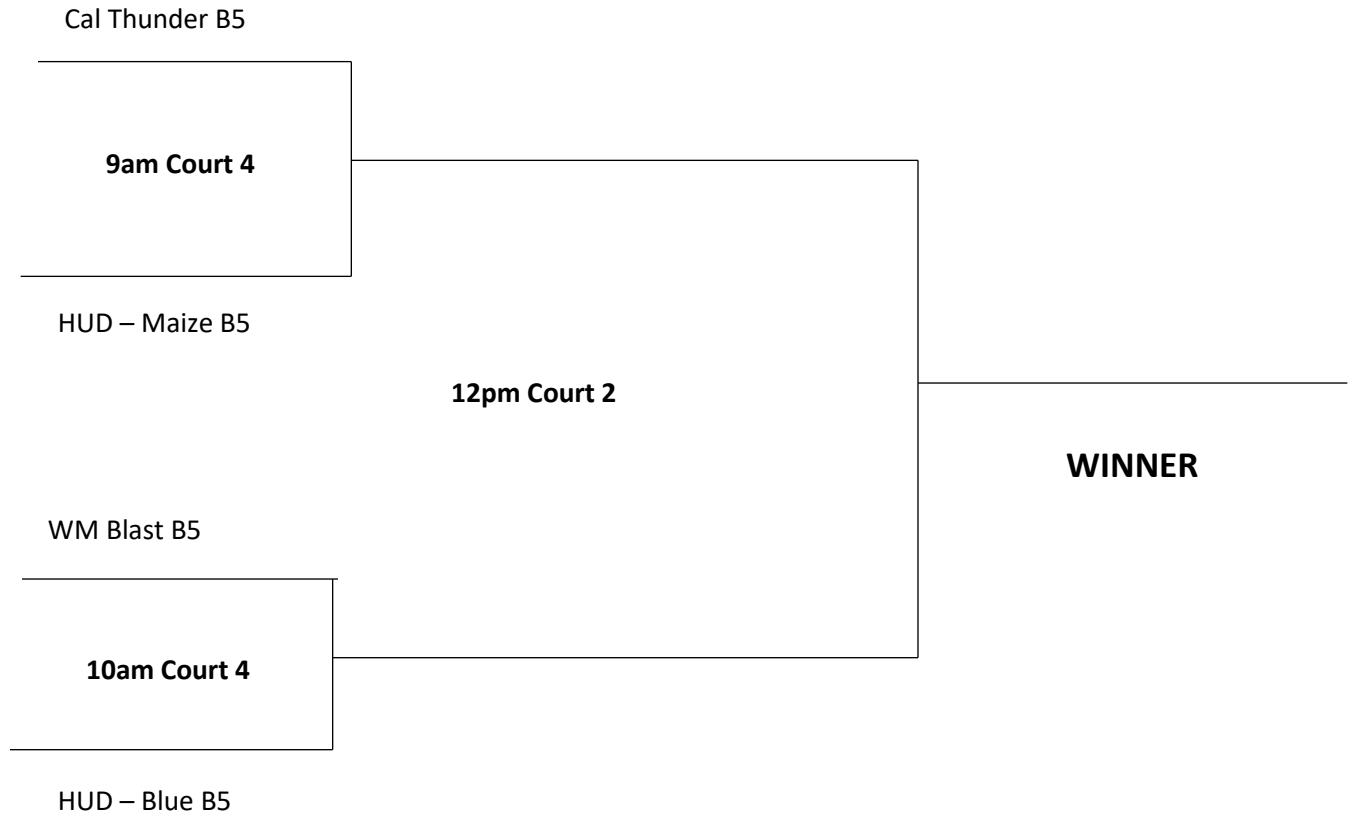 Cal Thunder B5
9am Court 4
HUD – Maize B5
12pm Court 2
WINNER
WM Blast B5
10am Court 4
HUD – Blue B5